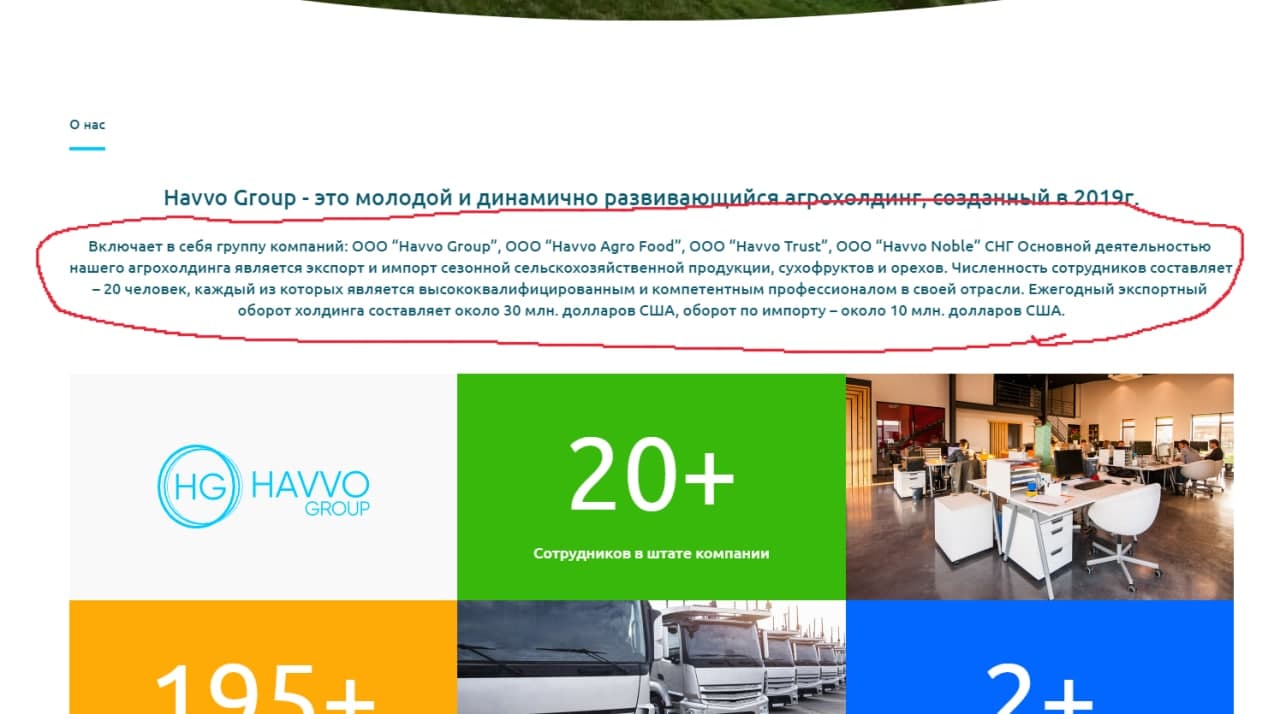 О нас
Havvo Group - это молодой и динамично развивающийся агрохолдинг, созданный в 2019г.
Включает в себя группу компаний: ООО “Havvo Group”, ООО “Havvo Agro Food”, ООО “Havvo Trust”, ООО “Havvo Noble” СНГ Основной деятельностью
нашего агрохолдинга является экспорт и импорт сезонной сельскохозяйственной продукции, сухофруктов и орехов. Численность сотрудников составляет
– 20 человек, каждый из которых является высококвалифицированным и компетентным профессионалом в своей отрасли. Ежегодный экспортный
оборот холдинга составляет около 30 млн. долларов США, оборот по импорту – около 10 млн. долларов США.
HG HAVVO
GROUP
20+
Сотрудников в штате компании
195+
2+